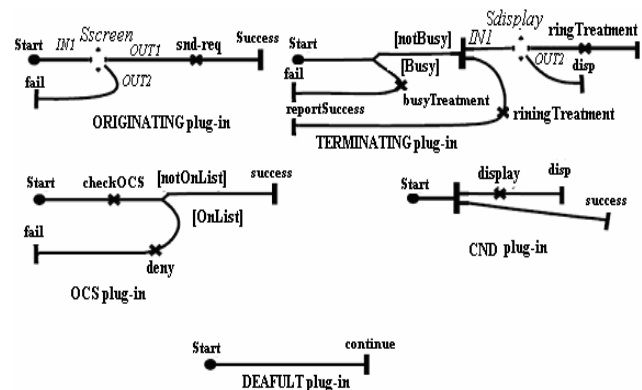 Start IN1 Sscreen OUT1 snd-req Success
fail OUT2
ORIGINATING plug-in
Start [notBusy] IN1 Sdisplay ringTreatment
fail [Busy] OUT2 disp
busyTreatment
reportSuccess riningTreatment
TERMINATING plug-in
Start checkOCS [notOnList] success
[OnList]
fail deny
OCS plug-in
Start display disp
success
CND plug-in
Start continue
DEAFULT plug-in